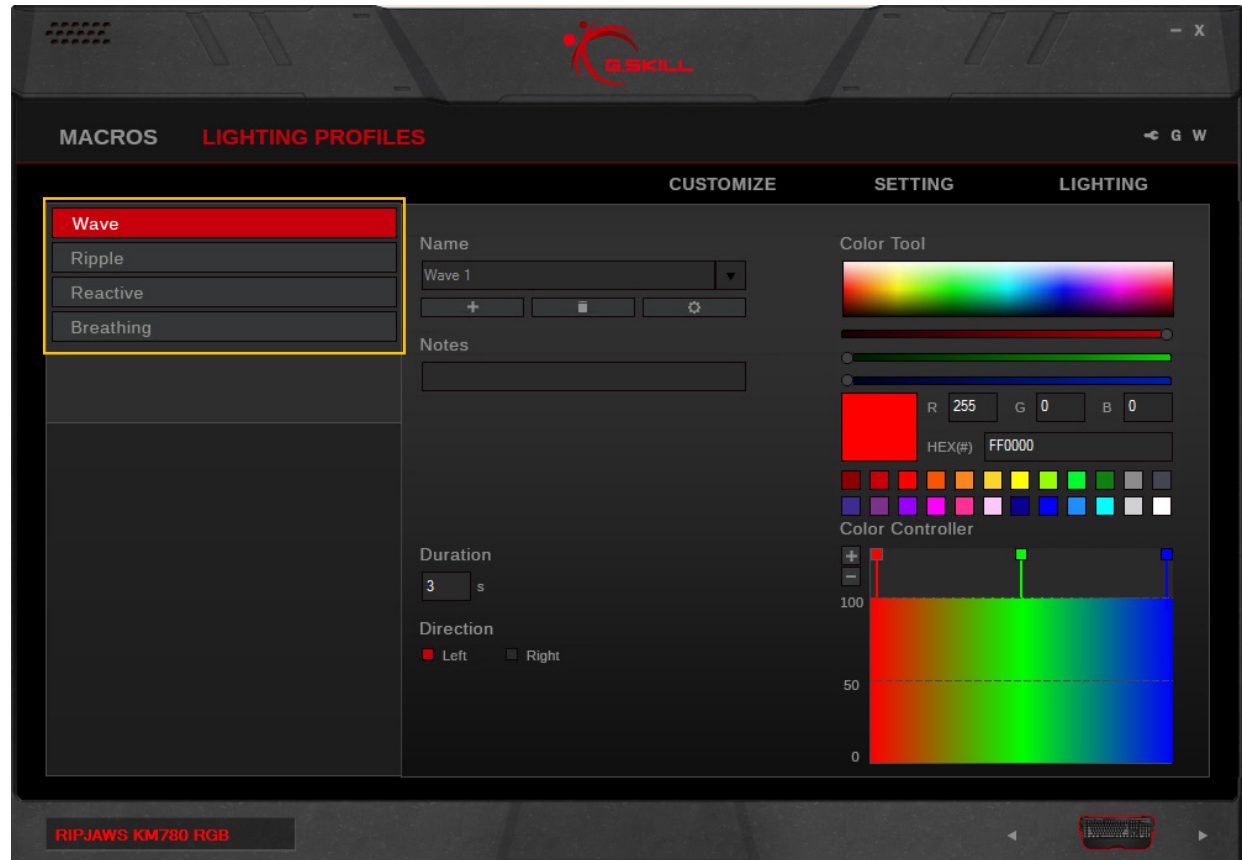 G.SKILL
– X
MACROS LIGHTING PROFILES
G W
CUSTOMIZE SETTING LIGHTING
Wave
Ripple
Reactive
Breathing
Name
Wave 1
+
Notes
Duration
3 s
Direction
Left Right
Color Tool
R 255 G 0 B 0
HEX(#) FF0000
Color Controller
+
–
100
50
0
RIPJAWS KM780 RGB